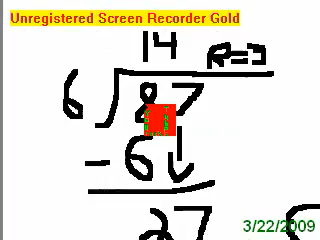 Unregistered Screen Recorder Gold
14 R=3
6 87
- 6
27
3/22/2009